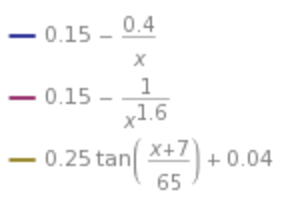 0.15 − 0.4/x
0.15 − 1/x^1.6
0.25 tan((x+7)/65) + 0.04